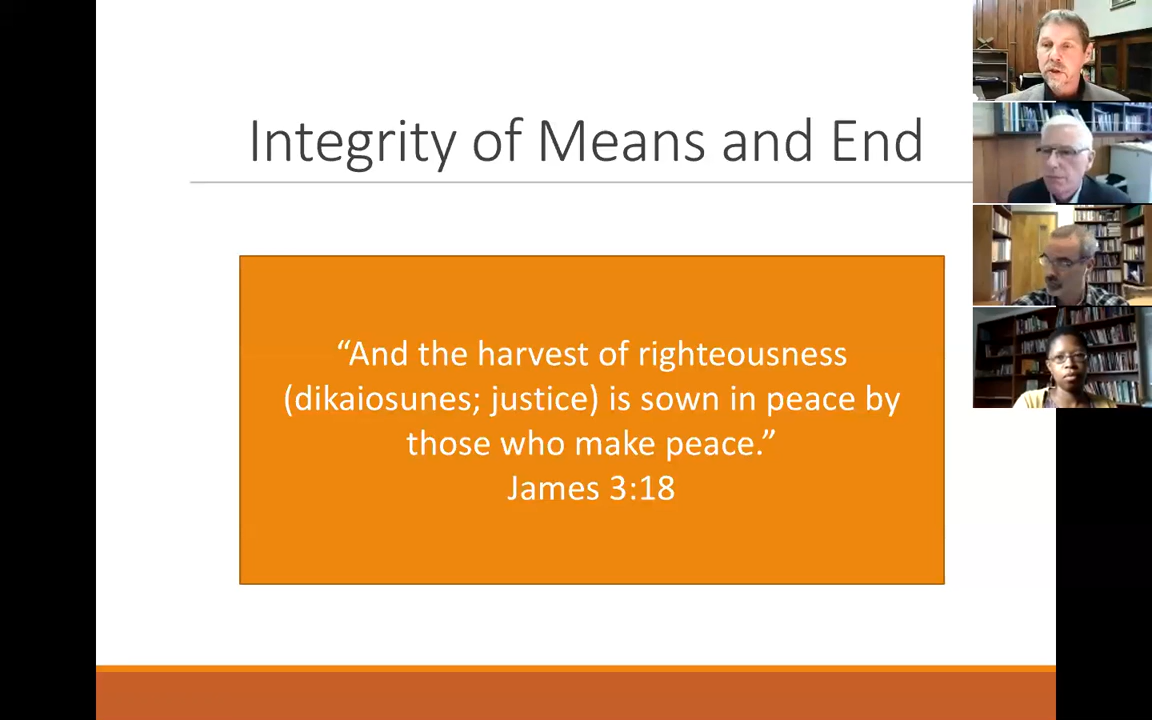 Integrity of Means and End
“And the harvest of righteousness
(dikaiosunes; justice) is sown in peace by
those who make peace.”
James 3:18